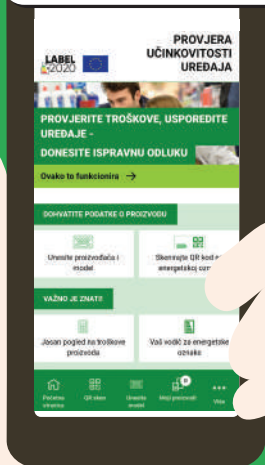 PROVJERA
UČINKOVITOSTI
UREĐAJA
LABEL
2020
PROVJERITE TROŠKOVE, USPOREDITE
UREĐAJE -
DONESITE ISPRAVNU ODLUKU
Ovako to funkcionira →
DOHVATITE PODATKE O PROIZVODU
Unesite proizvođača i
model
Skenirajte QR kod
energetskoj
VAŽNO JE ZNATI!
Jasan pogled na troškove
proizvoda
Vaš vodič za energetske
oznake
Početna
stranica
QR sken
Unesite
model
Moji proizvodi
0
Više